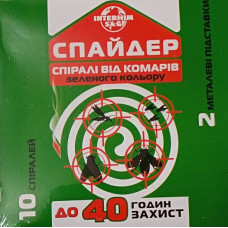 INTERHIM
S&G
СПАЙДЕР
СПІРАЛІ ВІД КОМАРІВ
зеленого кольору
2 МЕТАЛЕВІ ПІДСТАВКИ
10 СПІРАЛЕЙ
ДО 40 ГОДИН
ЗАХИСТ